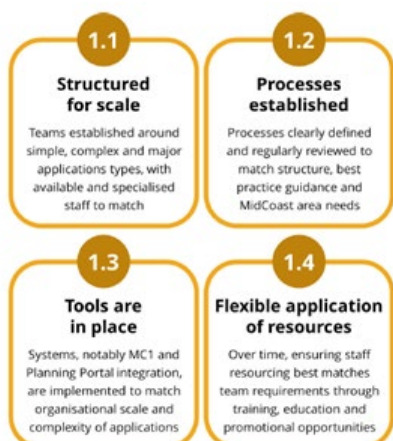 1.1
Structured
for scale
Teams established around
simple, complex and major
applications types, with
available and specialised
staff to match
1.2
Processes
established
Processes clearly defined
and regularly reviewed to
match structure, best
practice guidance and
MidCoast area needs
1.3
Tools are
in place
Systems, notably MC1 and
Planning Portal integration,
are implemented to match
organisational scale and
complexity of applications
1.4
Flexible application
of resources
Over time, ensuring staff
resourcing best matches
team requirements through
training, education and
promotional opportunities